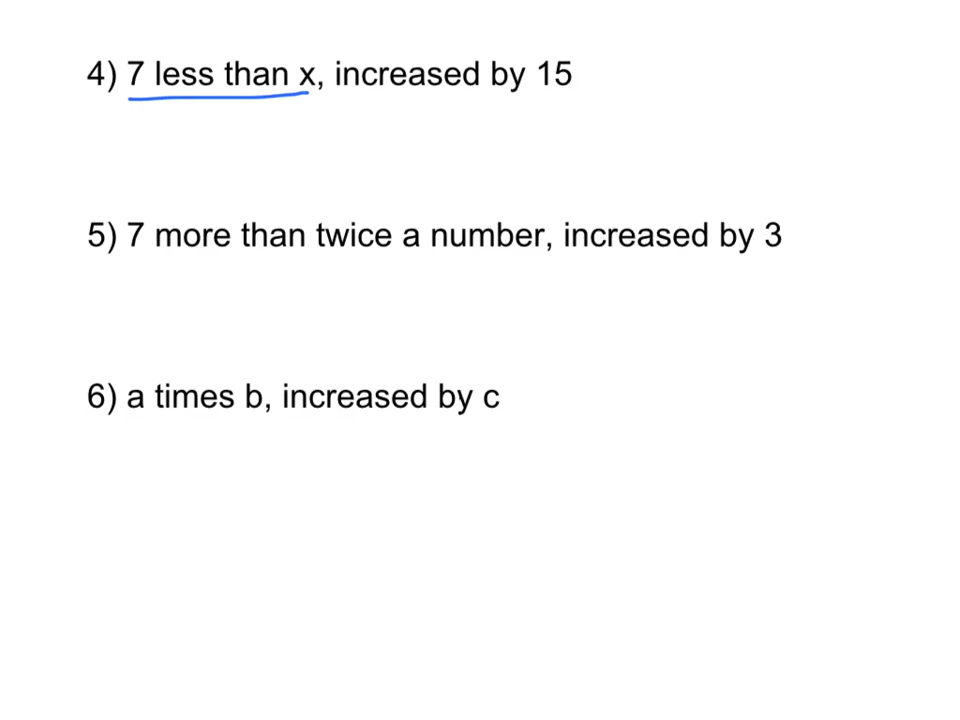 4) 7 less than x, increased by 15
5) 7 more than twice a number, increased by 3
6) a times b, increased by c